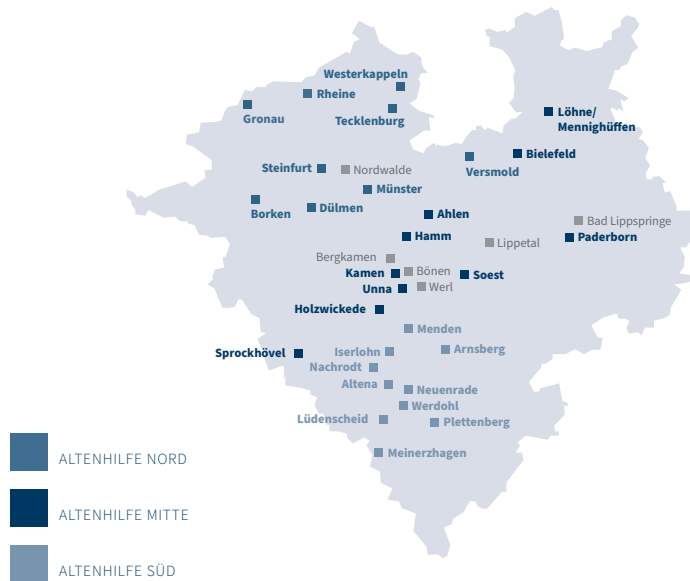 Westerkappeln
Rheine
Gronau
Tecklenburg
Löhne/
Mennighüffen
Bielefeld
Steinfurt
Nordwalde
Versmold
Münster
Borken
Dülmen
Ahlen
Bad Lippspringe
Hamm
Lippetal
Paderborn
Bergkamen
Kamen
Bönen
Soest
Unna
Werl
Holzwickede
Menden
Sprockhövel
Iserlohn
Arnsberg
Nachrodt
Altena
Neuenrade
Werdohl
Lüdenscheid
Plettenberg
Meinerzhagen
ALTENHILFE NORD
ALTENHILFE MITTE
ALTENHILFE SÜD